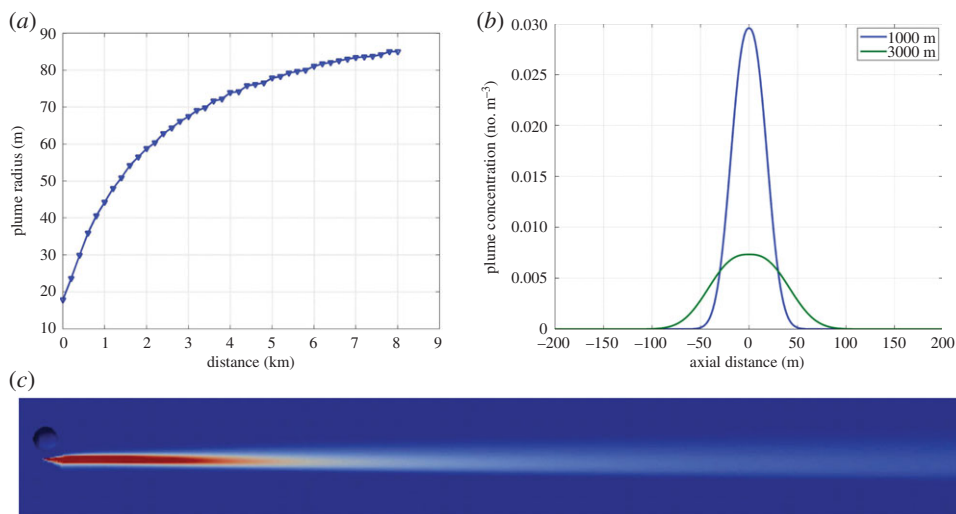 (a)
90
80
70
60
50
40
30
20
10
plume radius (m)
0 1 2 3 4 5 6 7 8 9
distance (km)
(b)
0.030
0.025
0.020
0.015
0.010
0.005
0
plume concentration (no. m−3)
1000 m
3000 m
−200 −150 −100 −50 0 50 100 150 200
axial distance (m)
(c)